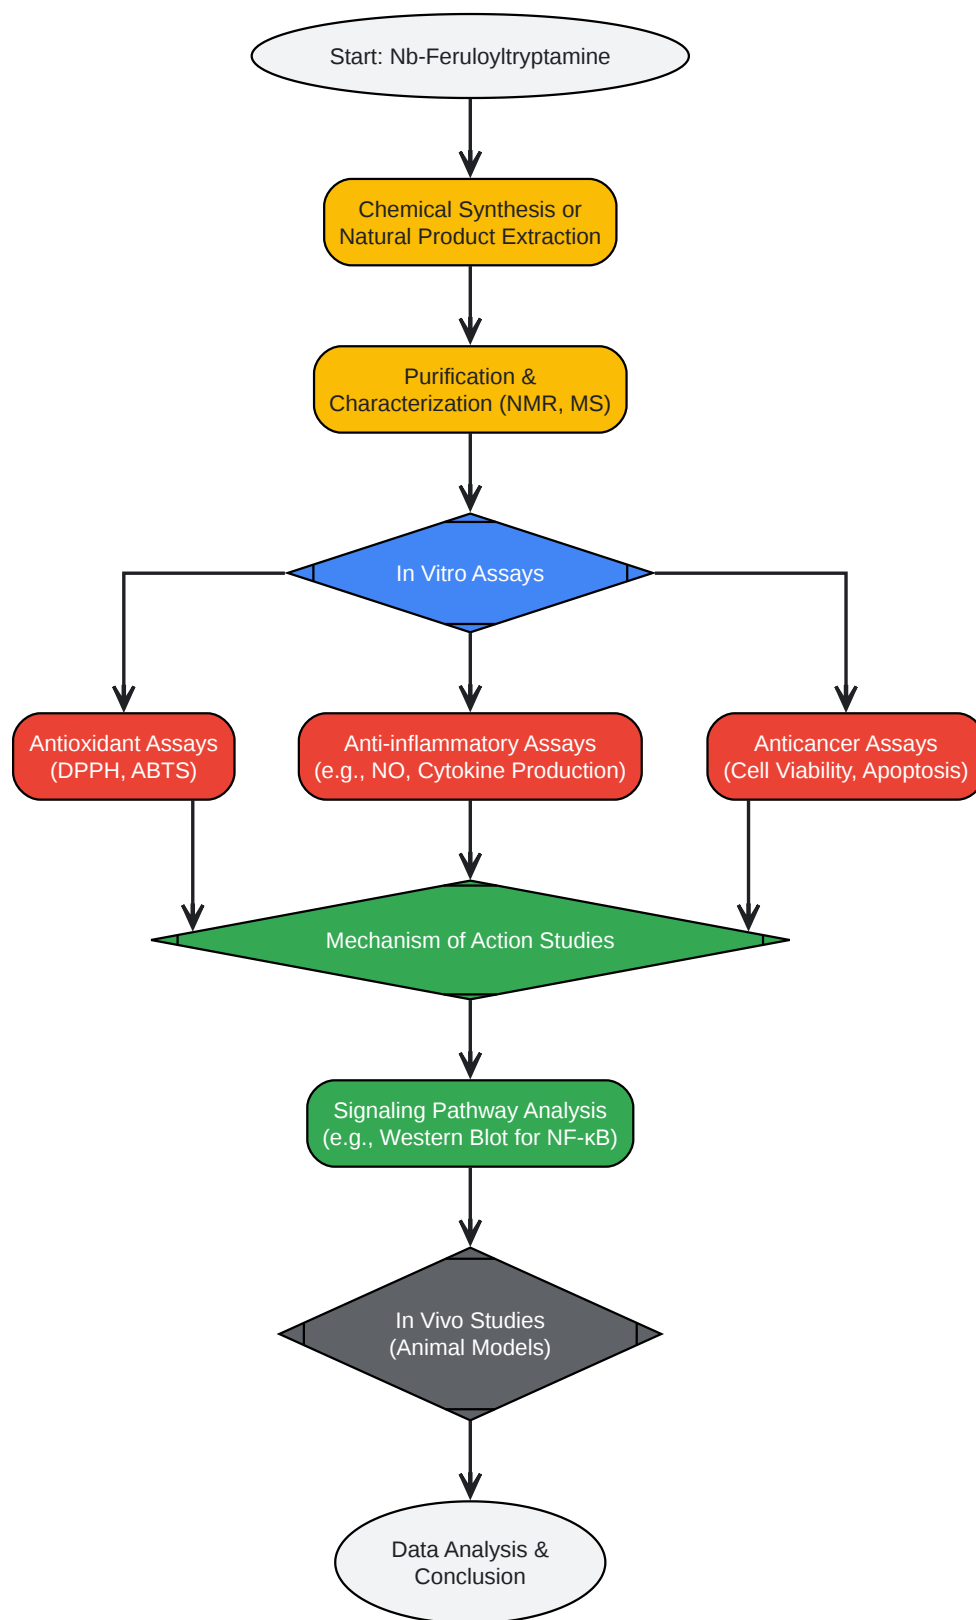 Start: Nb-Feruloyltryptamine
Chemical Synthesis or
Natural Product Extraction
Purification &
Characterization (NMR, MS)
In Vitro Assays
Antioxidant Assays
(DPPH, ABTS)
Anti-inflammatory Assays
(e.g., NO, Cytokine Production)
Anticancer Assays
(Cell Viability, Apoptosis)
Mechanism of Action Studies
Signaling Pathway Analysis
(e.g., Western Blot for NF-κB)
In Vivo Studies
(Animal Models)
Data Analysis &
Conclusion